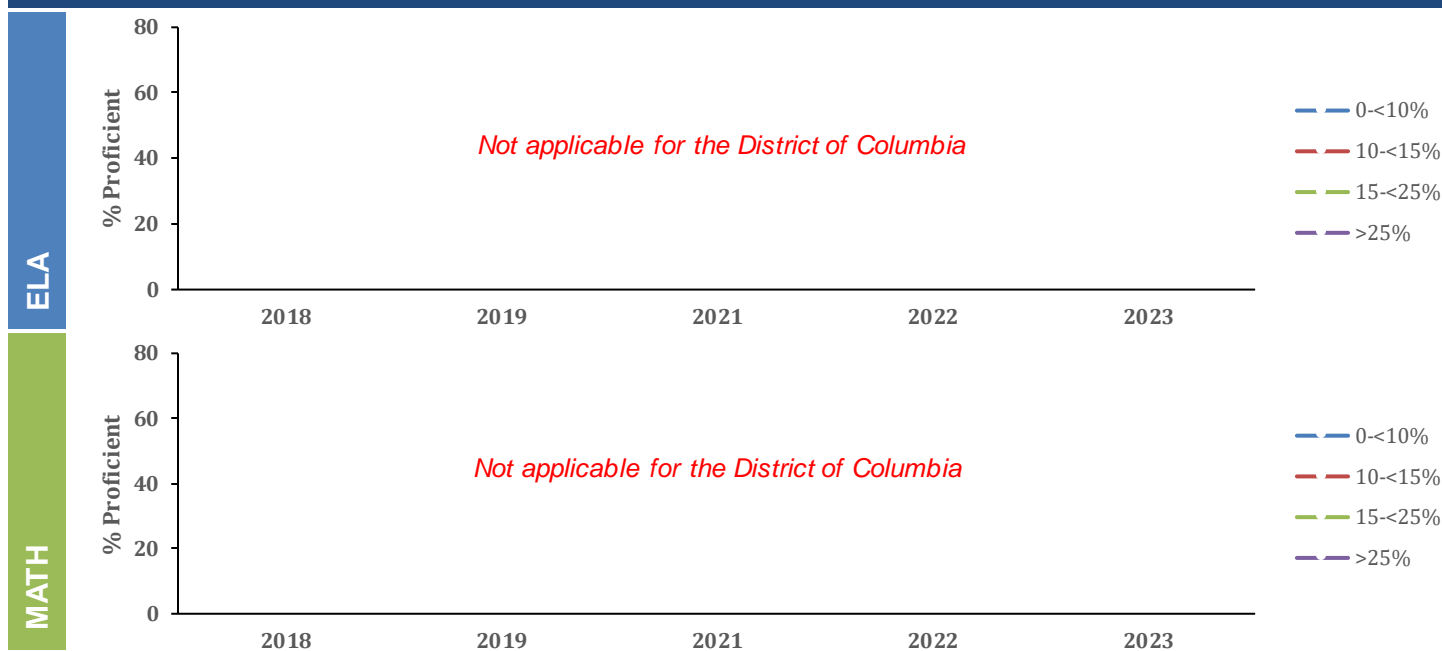 ELA
% Proficient
80
60
40
20
0
Not applicable for the District of Columbia
2018 2019 2021 2022 2023
0-<10%
10-<15%
15-<25%
>25%
MATH
% Proficient
80
60
40
20
0
Not applicable for the District of Columbia
2018 2019 2021 2022 2023
0-<10%
10-<15%
15-<25%
>25%